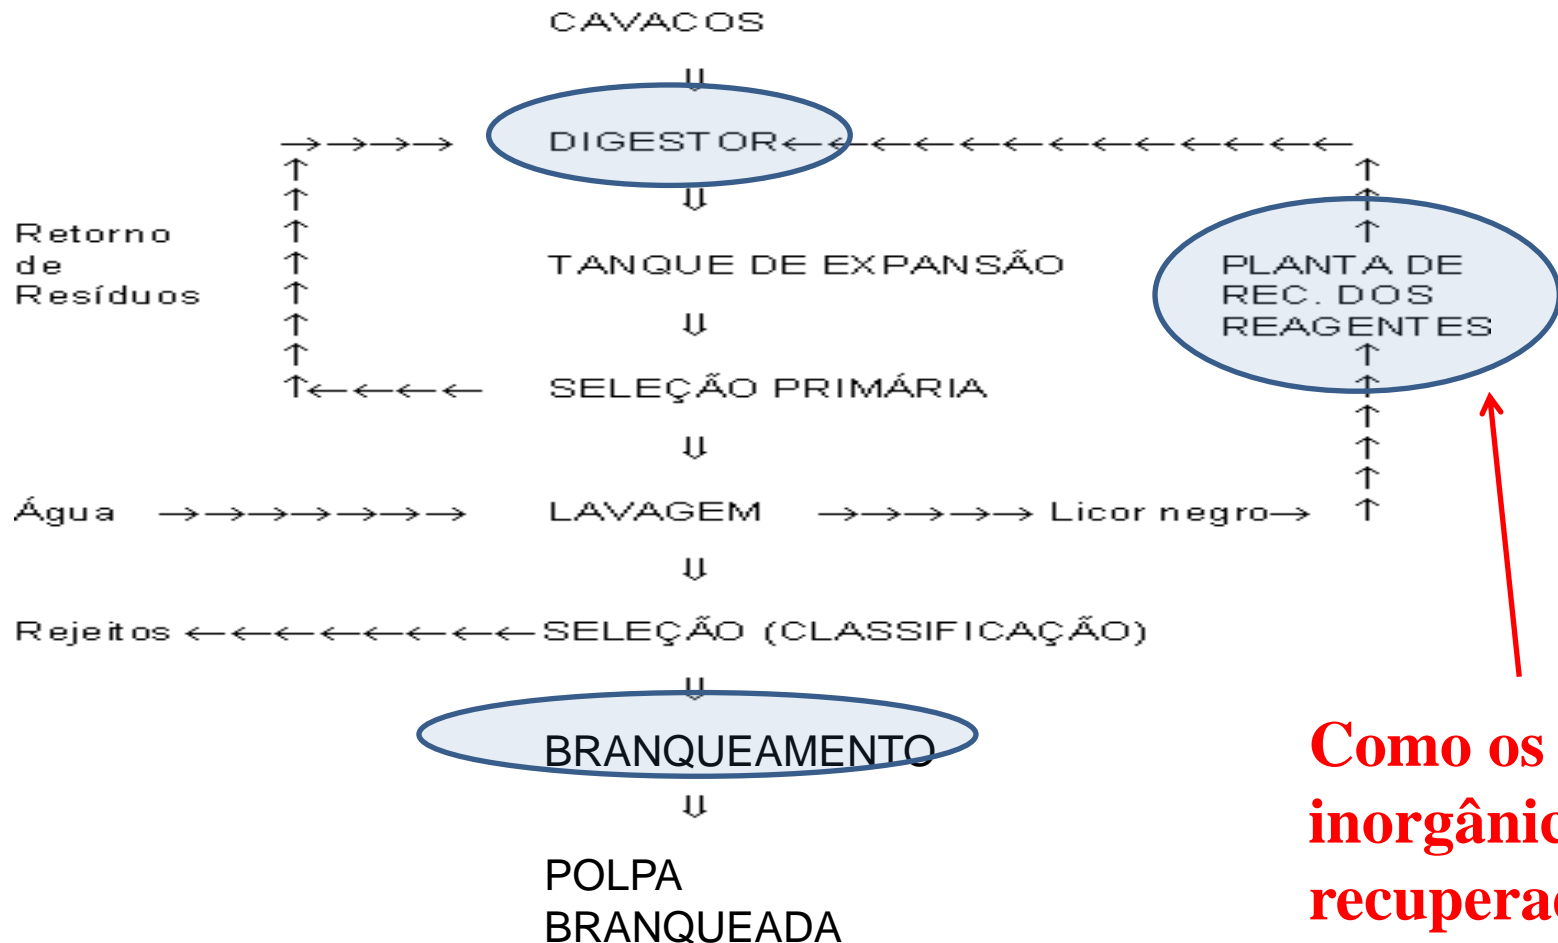 CAVACOS
DIGESTOR
Retorno
de
Resíduos
TANQUE DE EXPANSÃO
PLANTA DE
REC. DOS
REAGENTES
SELEÇÃO PRIMÁRIA
Água
LAVAGEM
Licor negro
Rejeitos
SELEÇÃO (CLASSIFICAÇÃO)
BRANQUEAMENTO
Como os
POLPA
BRANQUEADA